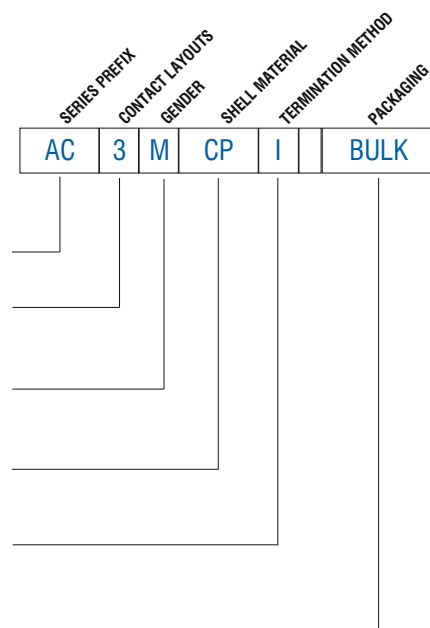 SERIES PREFIX
CONTACT LAYOUTS
GENDER
SHELL MATERIAL
TERMINATION METHOD
PACKAGING
AC 3 M CP I BULK